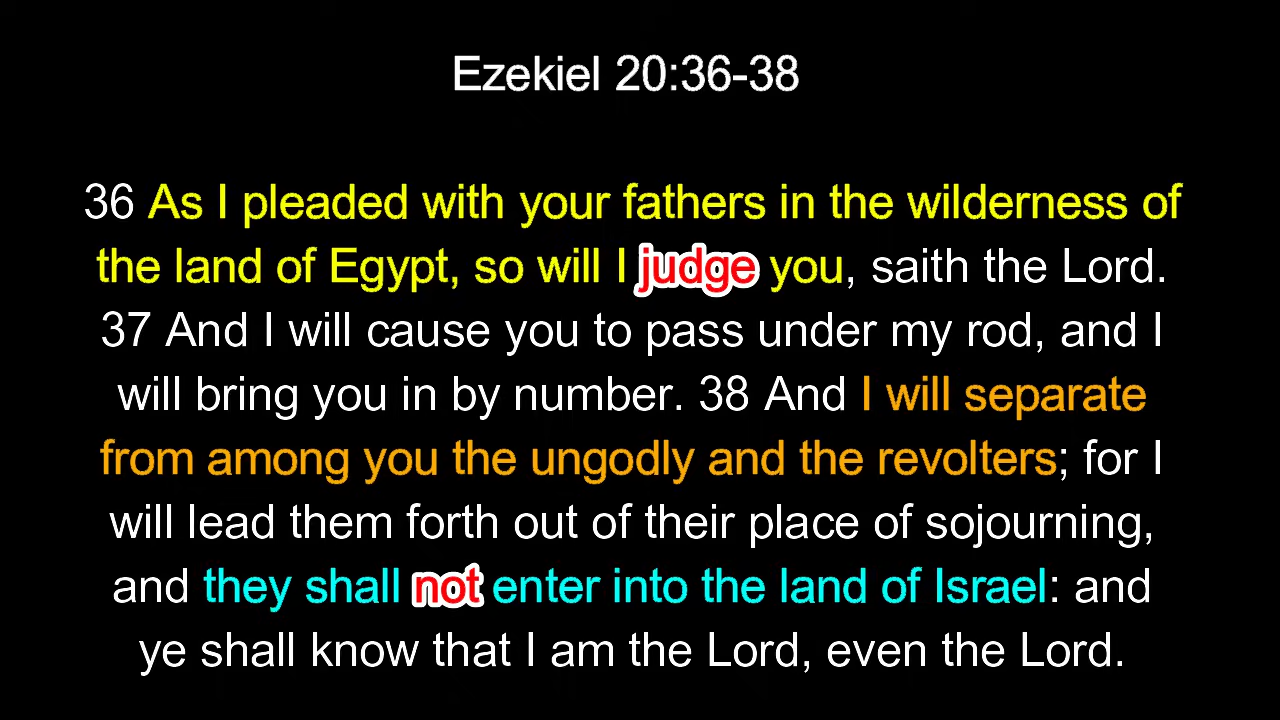 Ezekiel 20:36-38
36 As I pleaded with your fathers in the wilderness of
the land of Egypt, so will I judge you, saith the Lord.
37 And I will cause you to pass under my rod, and I
will bring you in by number. 38 And I will separate
from among you the ungodly and the revolters; for I
will lead them forth out of their place of sojourning,
and they shall not enter into the land of Israel: and
ye shall know that I am the Lord, even the Lord.